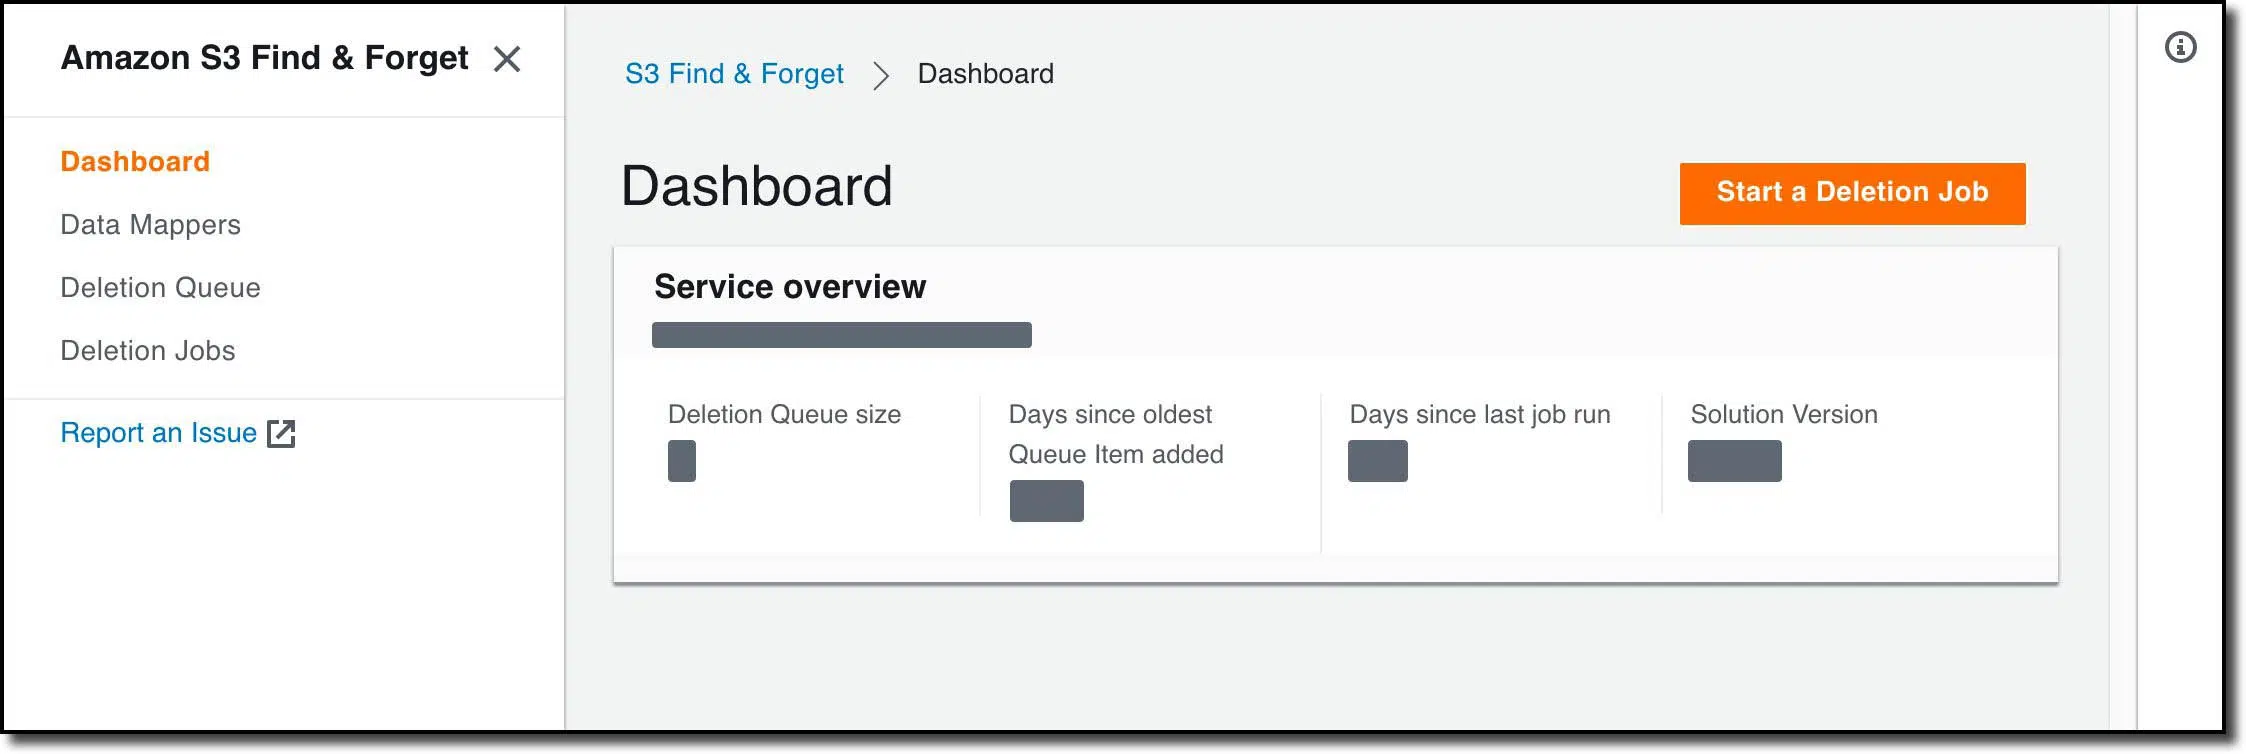 Amazon S3 Find & Forget
Dashboard
Data Mappers
Deletion Queue
Deletion Jobs
Report an Issue
S3 Find & Forget > Dashboard
Dashboard
Start a Deletion Job
Service overview
Deletion Queue size
Days since oldest
Queue Item added
Days since last job run
Solution Version